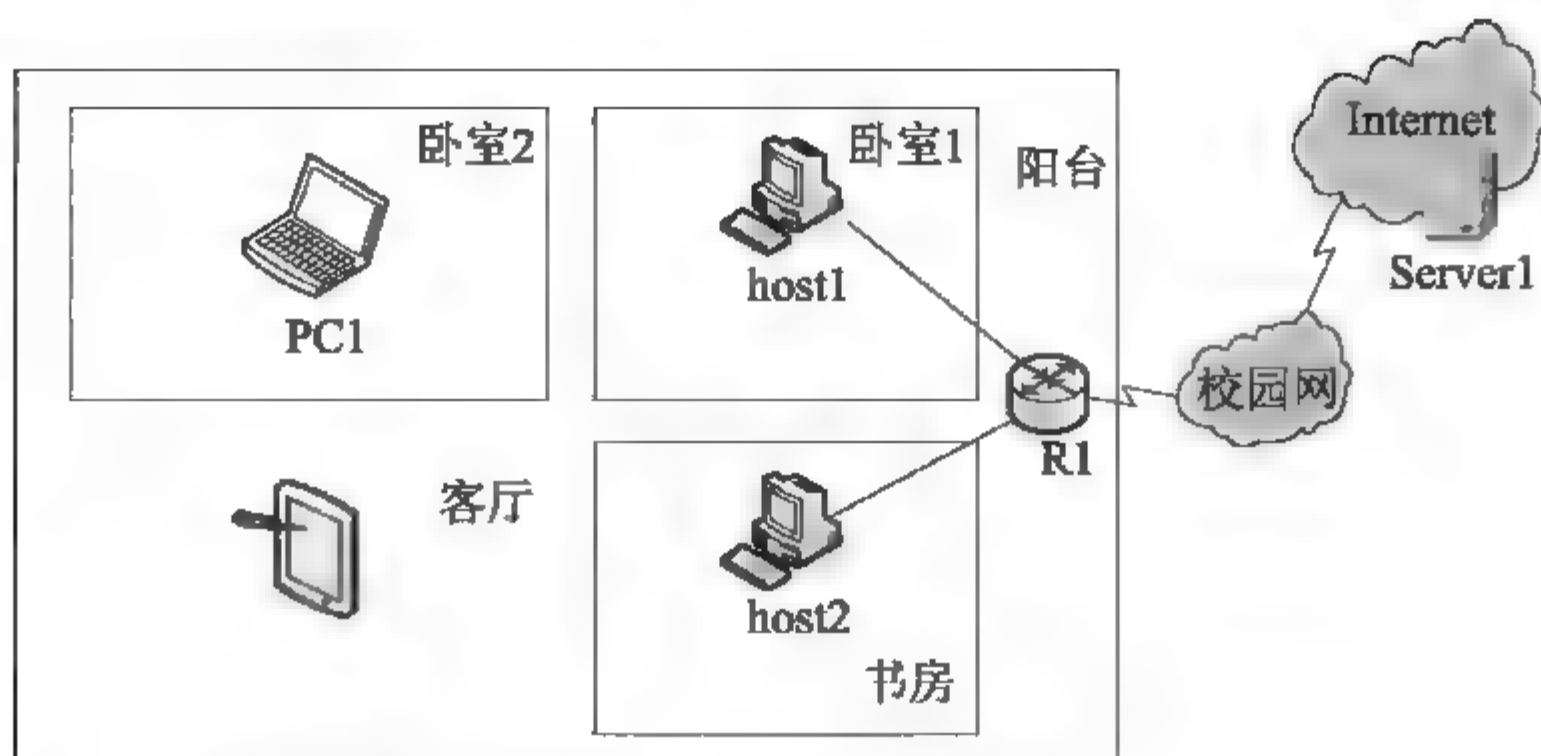 卧室2
PC1
卧室1
host1
阳台
Internet
Server1
校园网
R1
客厅
host2
书房